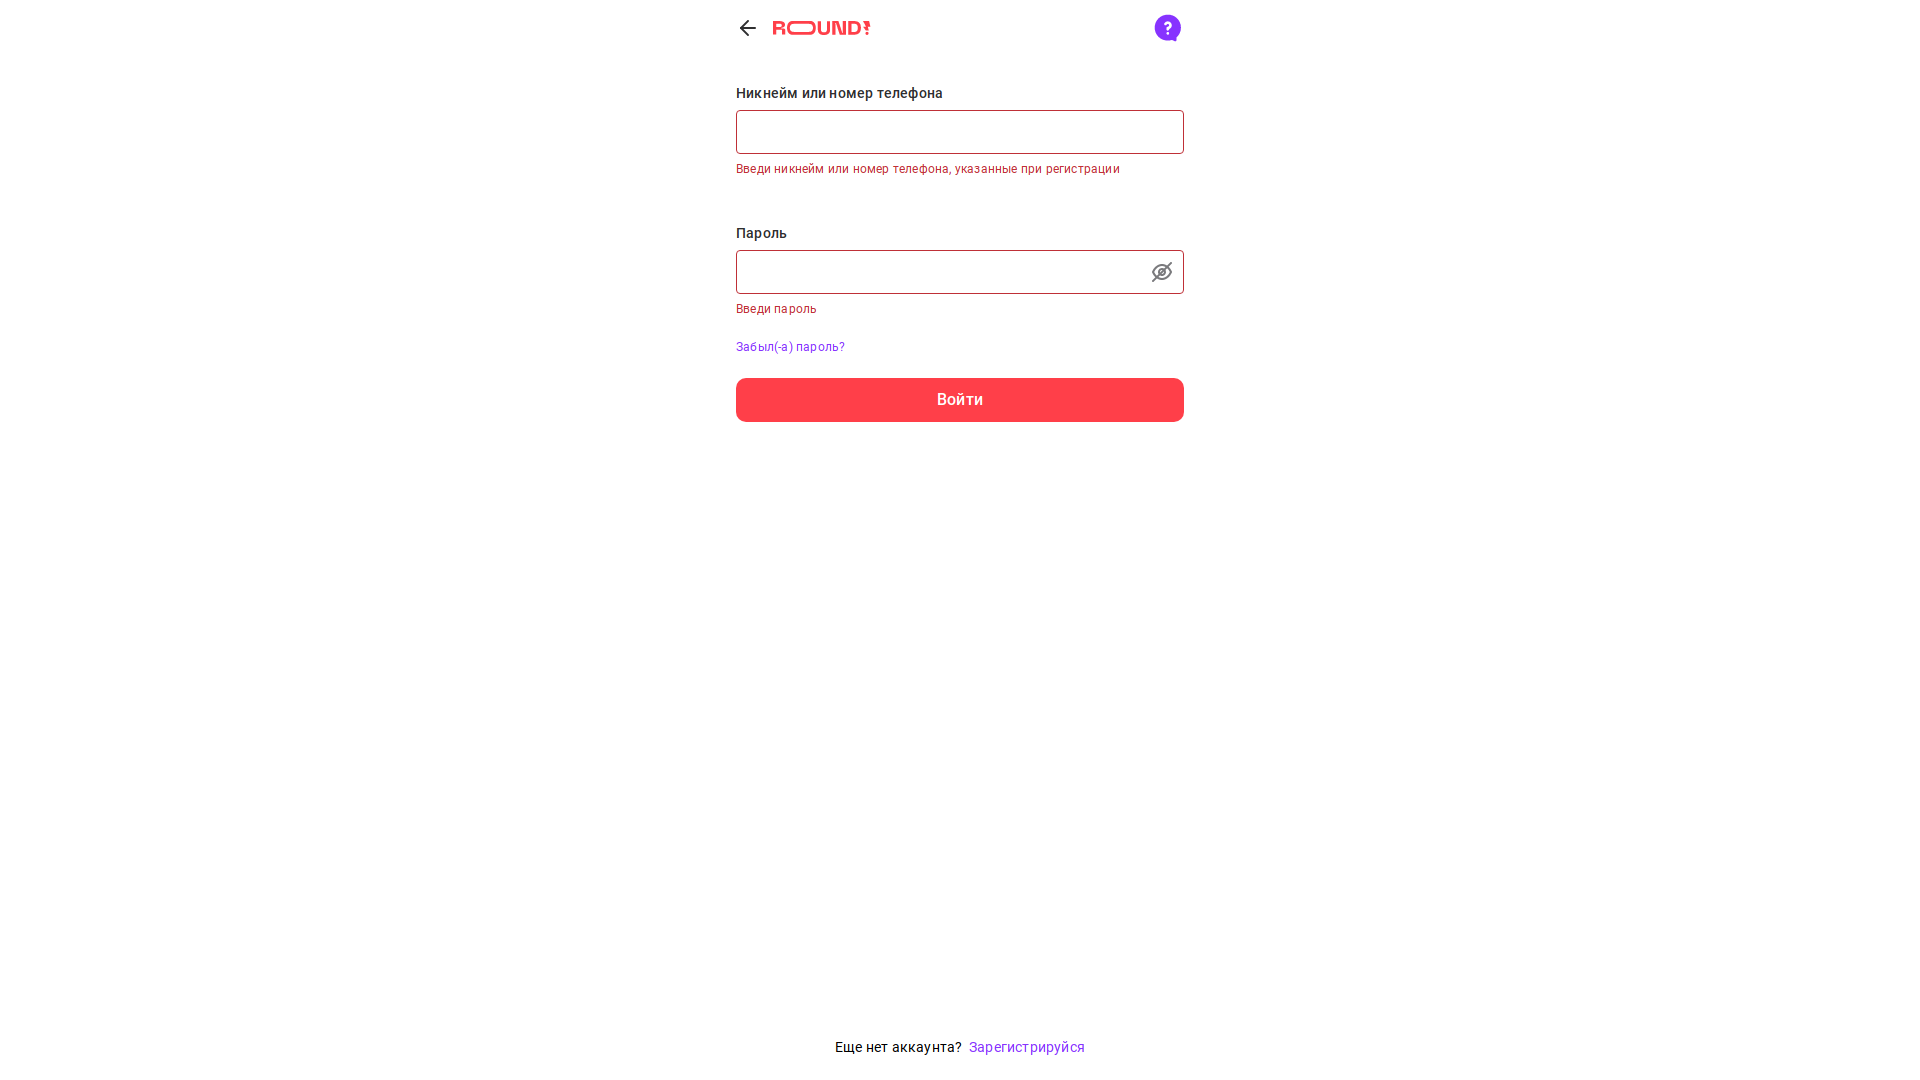 ROUND!
Никнейм или номер телефона
Введи никнейм или номер телефона, указанные при регистрации
Пароль
Введи пароль
Забыл(-а) пароль?
Войти
Еще нет аккаунта? Зарегистрируйся